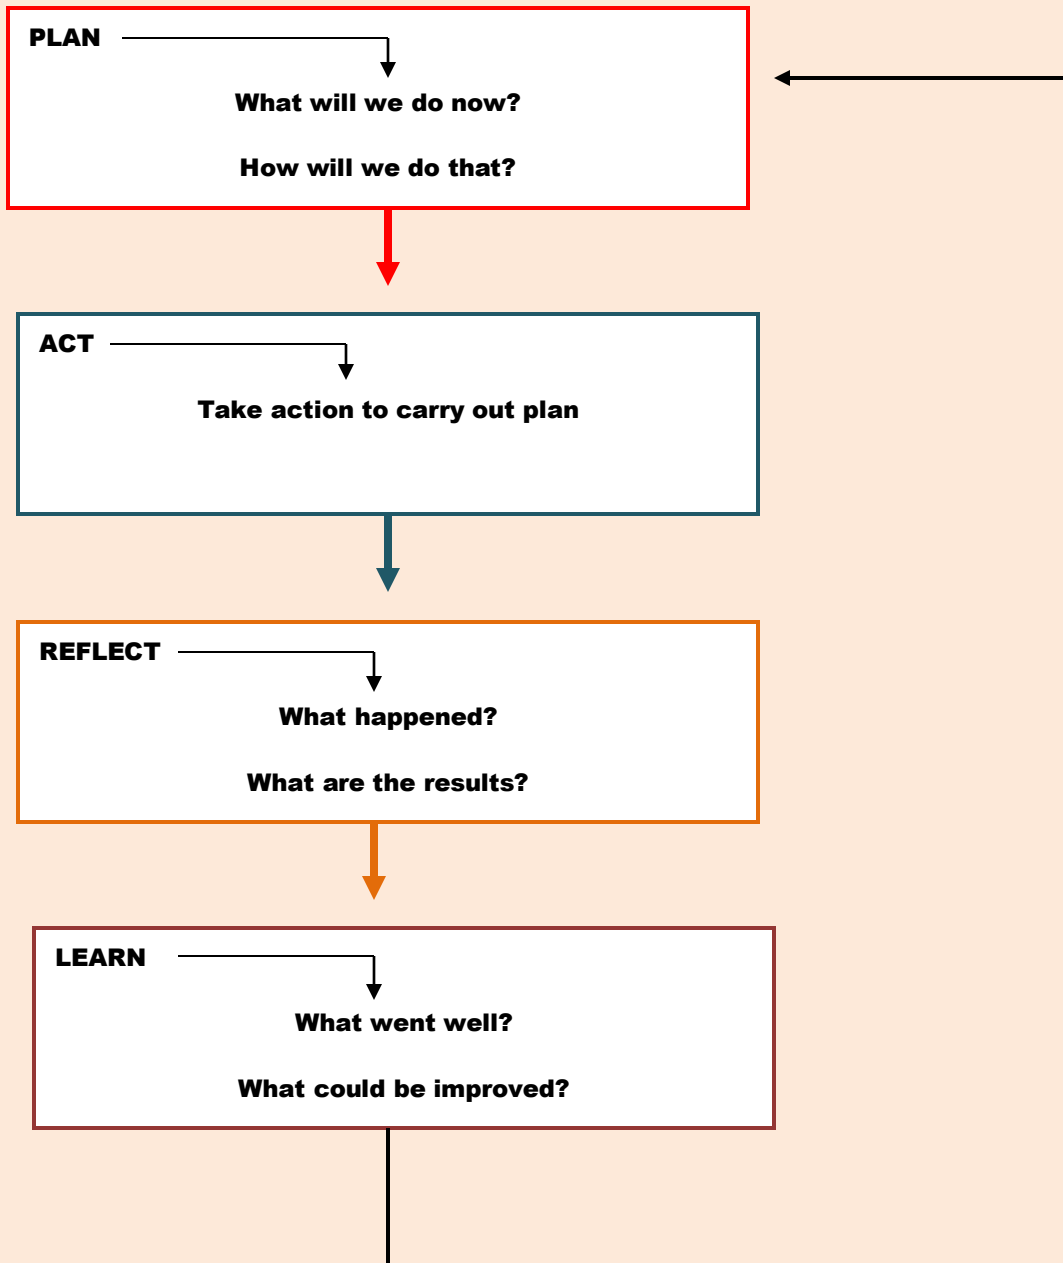 PLAN
What will we do now?
How will we do that?
ACT
Take action to carry out plan
REFLECT
What happened?
What are the results?
LEARN
What went well?
What could be improved?